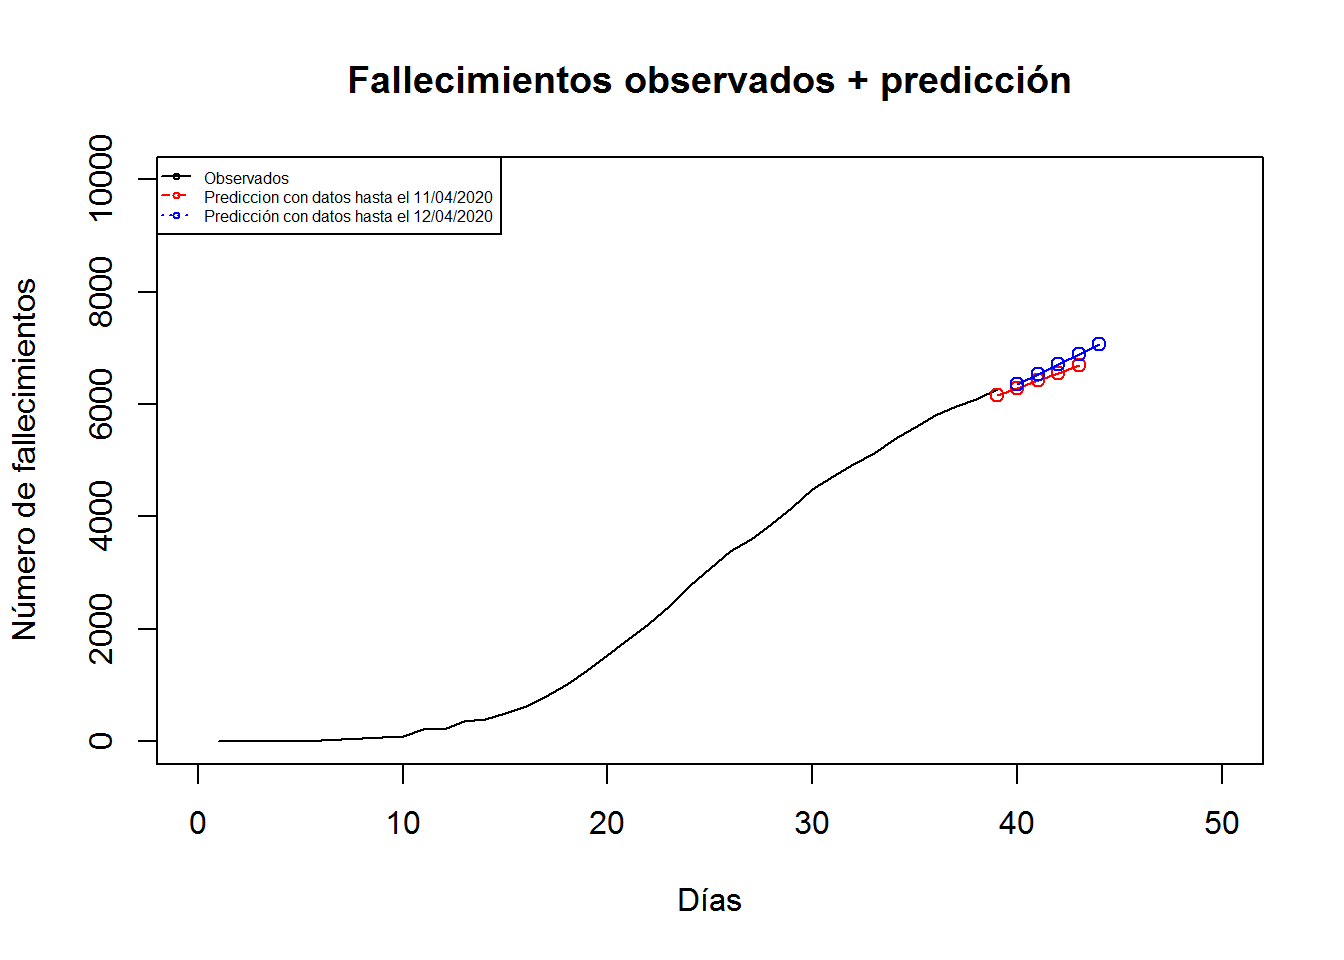 Fallecimientos observados + predicción
Observados
Prediccion con datos hasta el 11/04/2020
Predicción con datos hasta el 12/04/2020
Número de fallecimientos
10000
8000
6000
4000
2000
0
0 10 20 30 40 50
Días